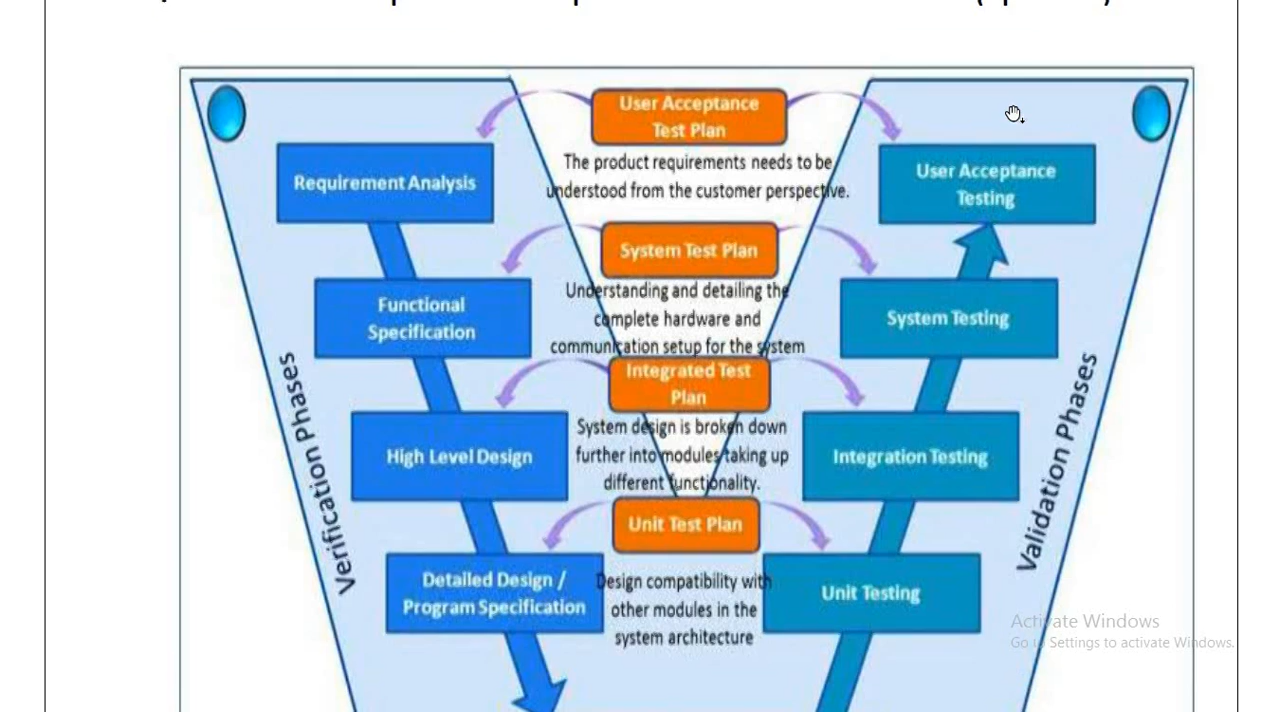 User Acceptance
Test Plan
The product requirements needs to be
understood from the customer perspective.
Requirement Analysis
User Acceptance
Testing
System Test Plan
Understanding and detailing the
complete hardware and
communication setup for the system
Functional
Specification
System Testing
Integrated Test
Plan
System design is broken down
further into modules taking up
different functionality.
High Level Design
Integration Testing
Verification Phases
Validation Phases
Unit Test Plan
Design compatibility with
other modules in the
system architecture
Detailed Design /
Program Specification
Unit Testing
Activate Windows
Go to Settings to activate Windows.